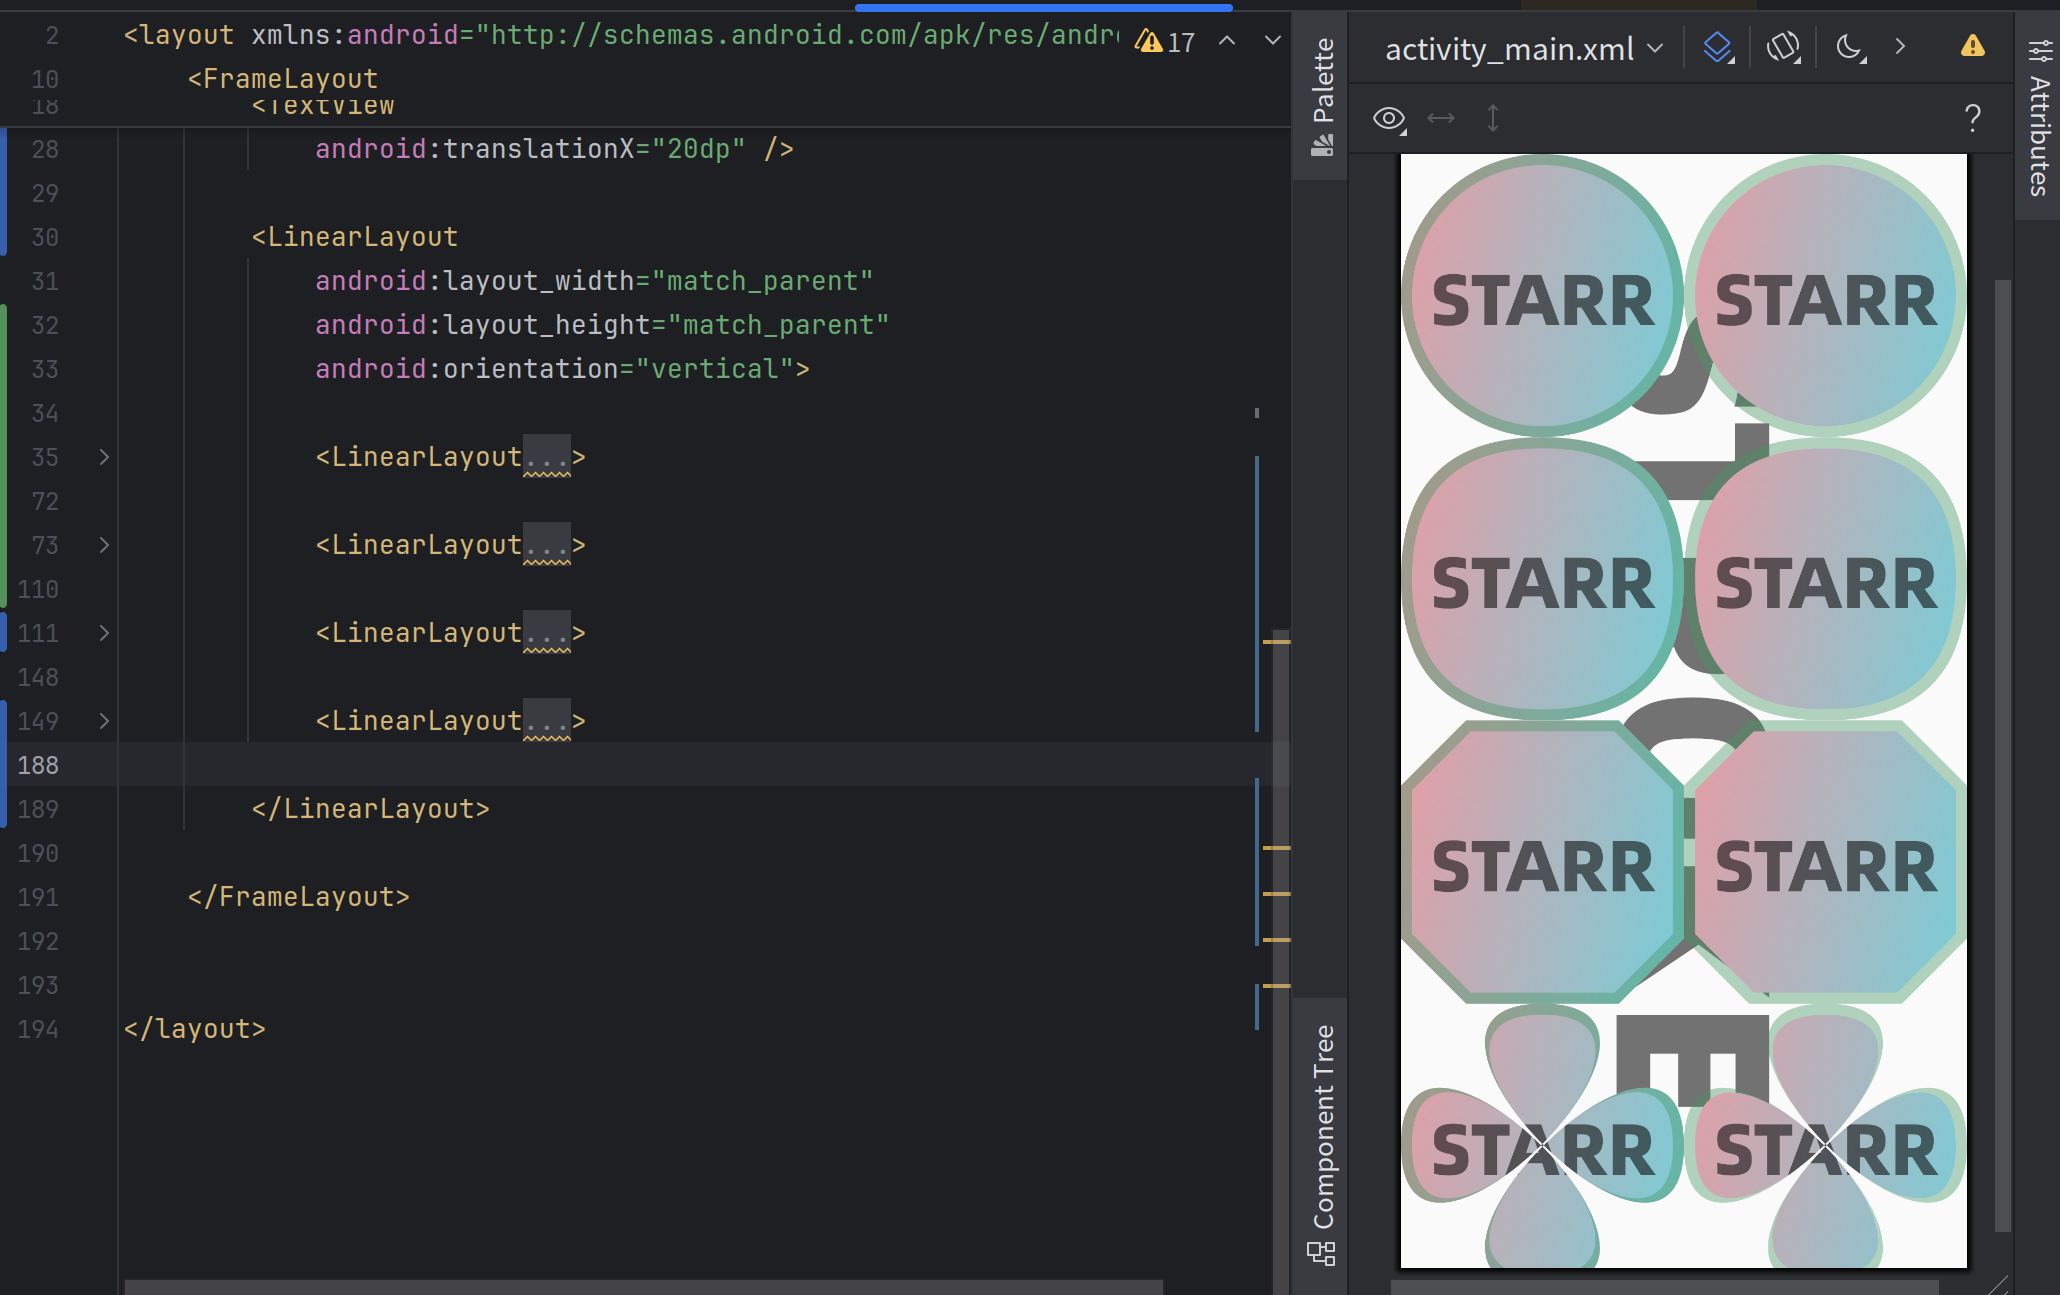 2 <layout xmlns:android="http://schemas.android.com/apk/res/andr
17
10 <FrameLayout
18 <TextView
28 android:translationX="20dp" />
29
30 <LinearLayout
31 android:layout_width="match_parent"
32 android:layout_height="match_parent"
33 android:orientation="vertical">
34
35 <LinearLayout...>
72
73 <LinearLayout...>
110
111 <LinearLayout...>
148
149 <LinearLayout...>
188
189 </LinearLayout>
190
191 </FrameLayout>
192
193
194 </layout>
Palette
Component Tree
activity_main.xml
?
Attributes
STARR STARR
STARR STARR
STARR STARR
STARR STARR
E